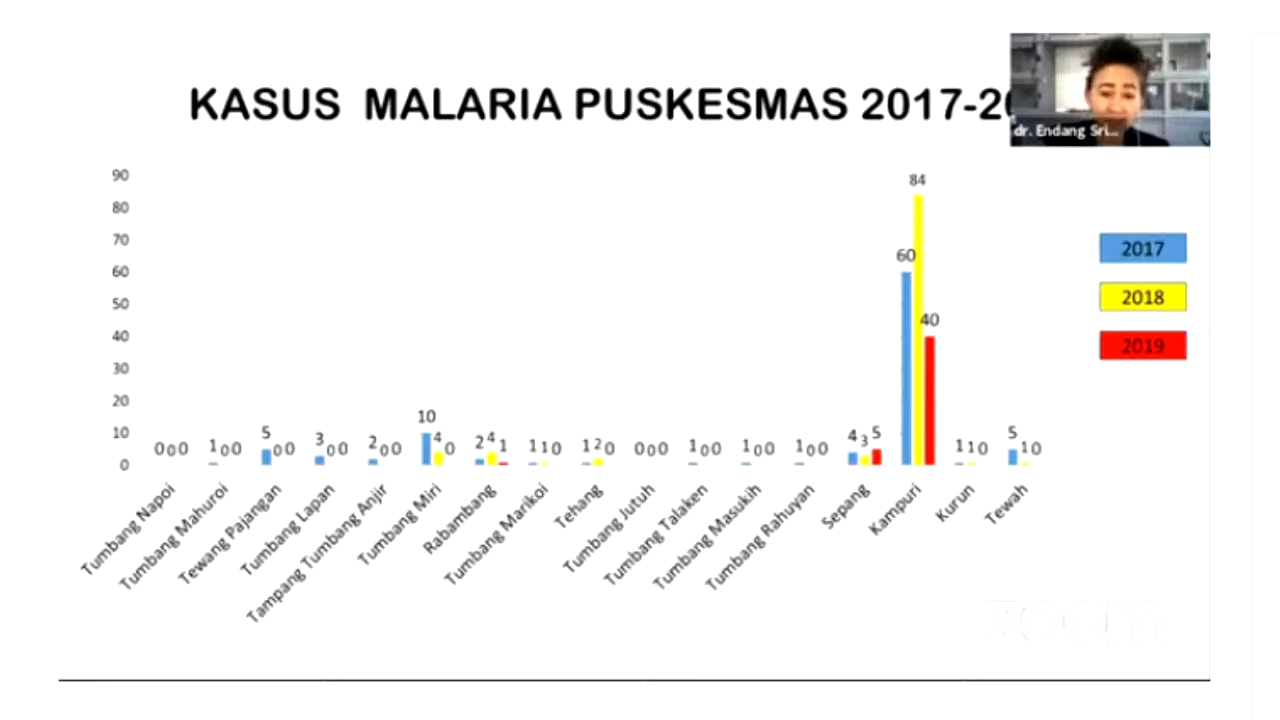 KASUS MALARIA PUSKESMAS 2017-20
dr. Endang Sri...
90
80
70
60
50
40
30
20
10
0
0 0 0
1 0 0
5 0 0
3 0 0
2 0 0
10 4 0
2 4 1
1 1 0
1 2 0
0 0 0
1 0 0
1 0 0
1 0 0
4 3 5
60 84 40
1 1 0
5 1 0
Tumbang Napoi
Tumbang Mahuroi
Tewang Pajangan
Tumbang Lapan
Tampang Tumbang Anjir
Tumbang Miri
Rabambang
Tumbang Marikoi
Tehang
Tumbang Jutuh
Tumbang Talaken
Tumbang Masukih
Tumbang Rahuyan
Sepang
Kampuri
Kurun
Tewah
2017
2018
2019
zoom